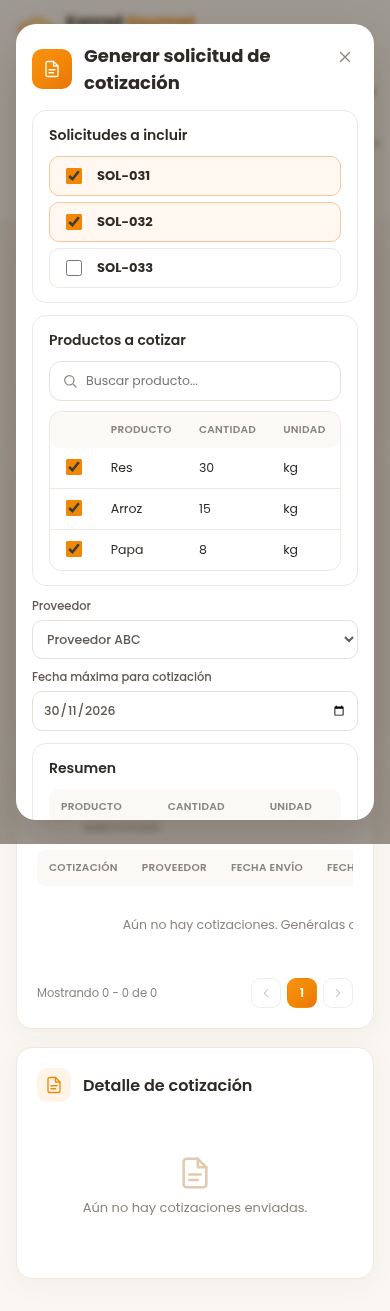 Generar solicitud de
cotización
Solicitudes a incluir
SOL-031
SOL-032
SOL-033
Productos a cotizar
Buscar producto...
PRODUCTO CANTIDAD UNIDAD
Res 30 kg
Arroz 15 kg
Papa 8 kg
Proveedor
Proveedor ABC
Fecha máxima para cotización
30/11/2026
Resumen
PRODUCTO CANTIDAD UNIDAD
COTIZACIÓN PROVEEDOR FECHA ENVÍO FECH
Aún no hay cotizaciones. Genéralas
Mostrando 0 - 0 de 0
1
Detalle de cotización
Aún no hay cotizaciones enviadas.